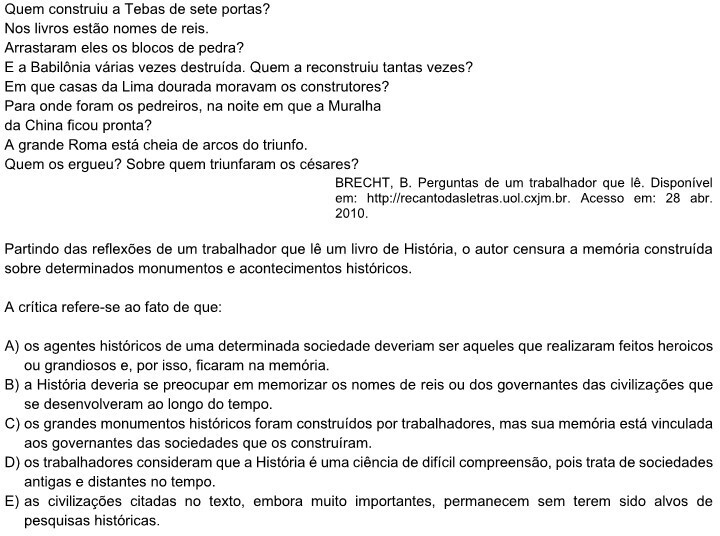 Quem construiu a Tebas de sete portas?
Nos livros estão nomes de reis.
Arrastaram eles os blocos de pedra?
E a Babilônia várias vezes destruída. Quem a reconstruiu tantas vezes?
Em que casas da Lima dourada moravam os construtores?
Para onde foram os pedreiros, na noite em que a Muralha
da China ficou pronta?
A grande Roma está cheia de arcos do triunfo.
Quem os ergueu? Sobre quem triunfaram os césares?
BRECHT, B. Perguntas de um trabalhador que lê. Disponível
em: http://recantodasletras.uol.cxjm.br. Acesso em: 28 abr.
2010.
Partindo das reflexões de um trabalhador que lê um livro de História, o autor censura a memória construída
sobre determinados monumentos e acontecimentos históricos.
A crítica refere-se ao fato de que:
A) os agentes históricos de uma determinada sociedade deveriam ser aqueles que realizaram feitos heroicos
ou grandiosos e, por isso, ficaram na memória.
B) a História deveria se preocupar em memorizar os nomes de reis ou dos governantes das civilizações que
se desenvolveram ao longo do tempo.
C) os grandes monumentos históricos foram construídos por trabalhadores, mas sua memória está vinculada
aos governantes das sociedades que os construíram.
D) os trabalhadores consideram que a História é uma ciência de difícil compreensão, pois trata de sociedades
antigas e distantes no tempo.
E) as civilizações citadas no texto, embora muito importantes, permanecem sem terem sido alvos de
pesquisas históricas.